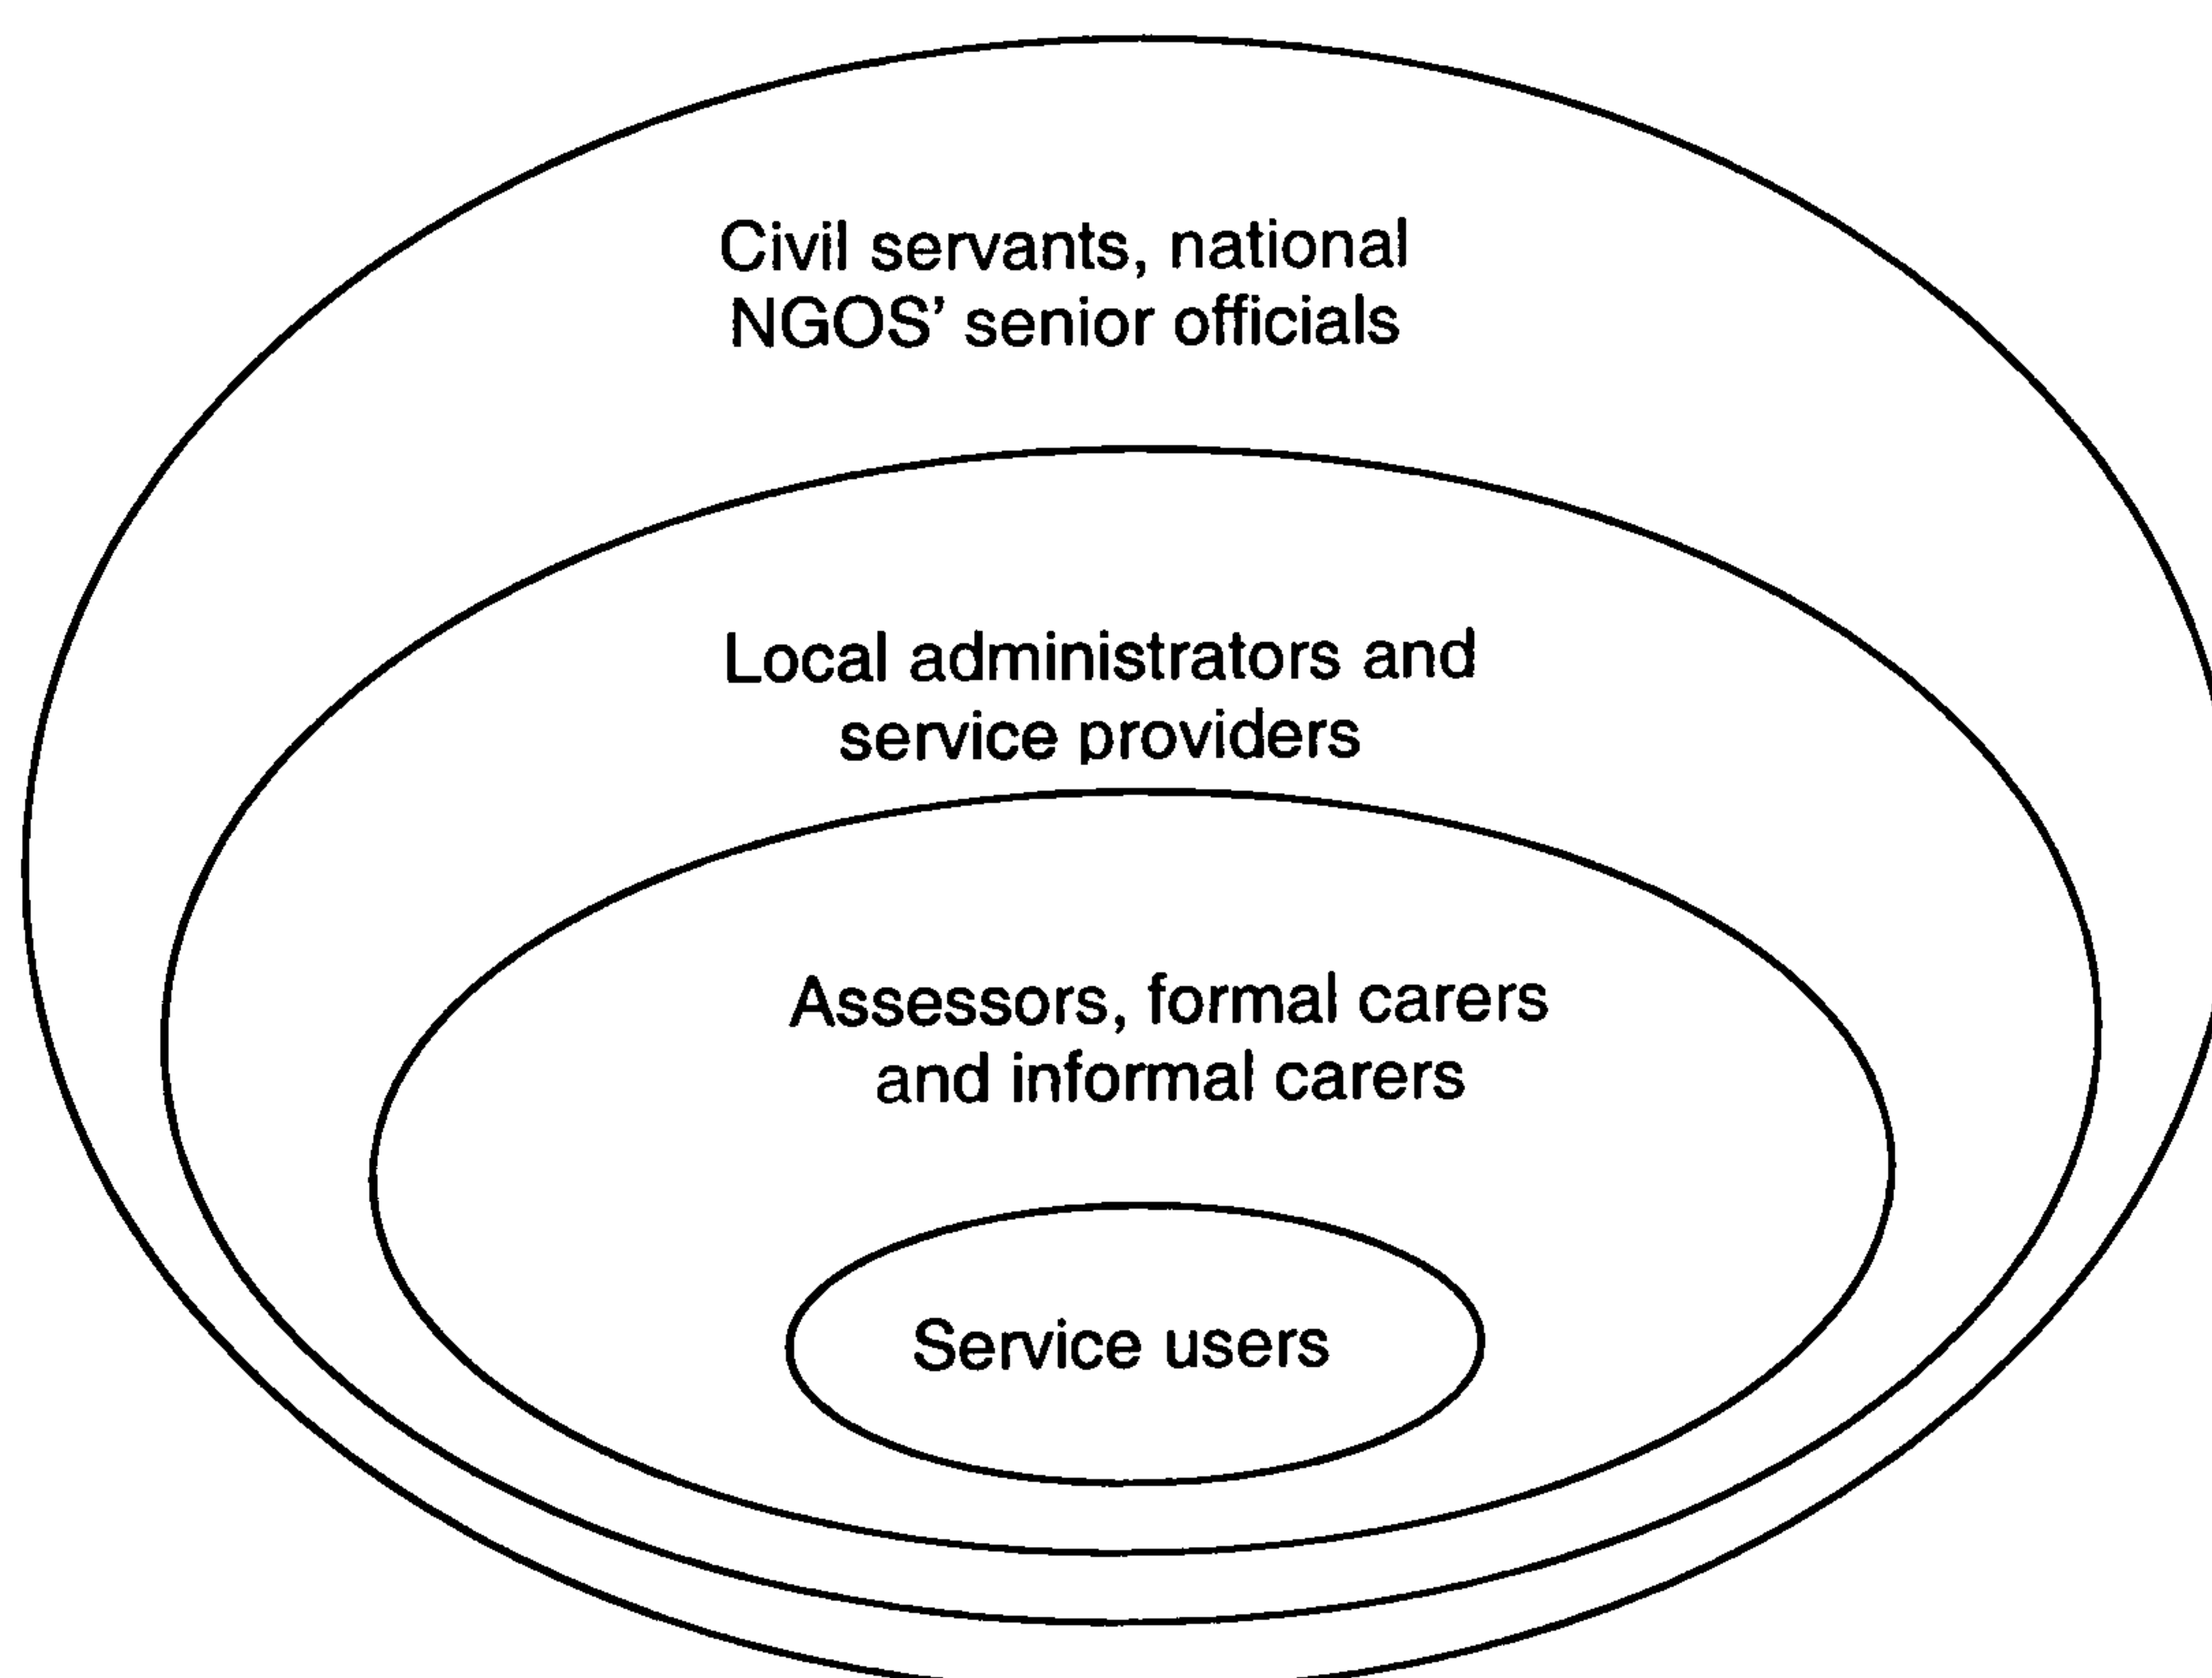 Civil servants, national
NGOS' senior officials
Local administrators and
service providers
Assessors, formal carers
and informal carers
Service users